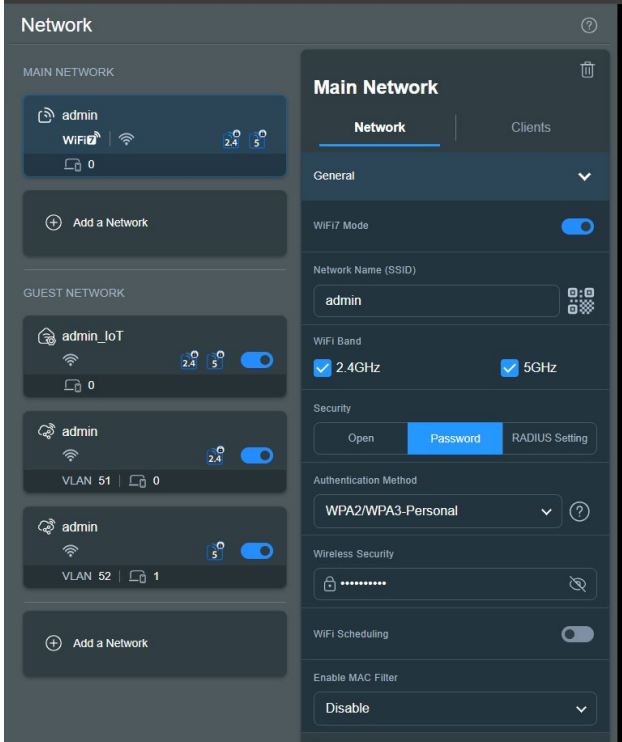 Network
MAIN NETWORK
admin
WiFi 7
2.4 5
0
Add a Network
GUEST NETWORK
admin_IoT
2.4 5
0
admin
2.4
VLAN 51 | 0
admin
5
VLAN 52 | 1
Add a Network
Main Network
Network Clients
General
WiFi7 Mode
Network Name (SSID)
admin
WiFi Band
2.4GHz 5GHz
Security
Open Password RADIUS Setting
Authentication Method
WPA2/WPA3-Personal
Wireless Security
••••••••••
WiFi Scheduling
Enable MAC Filter
Disable